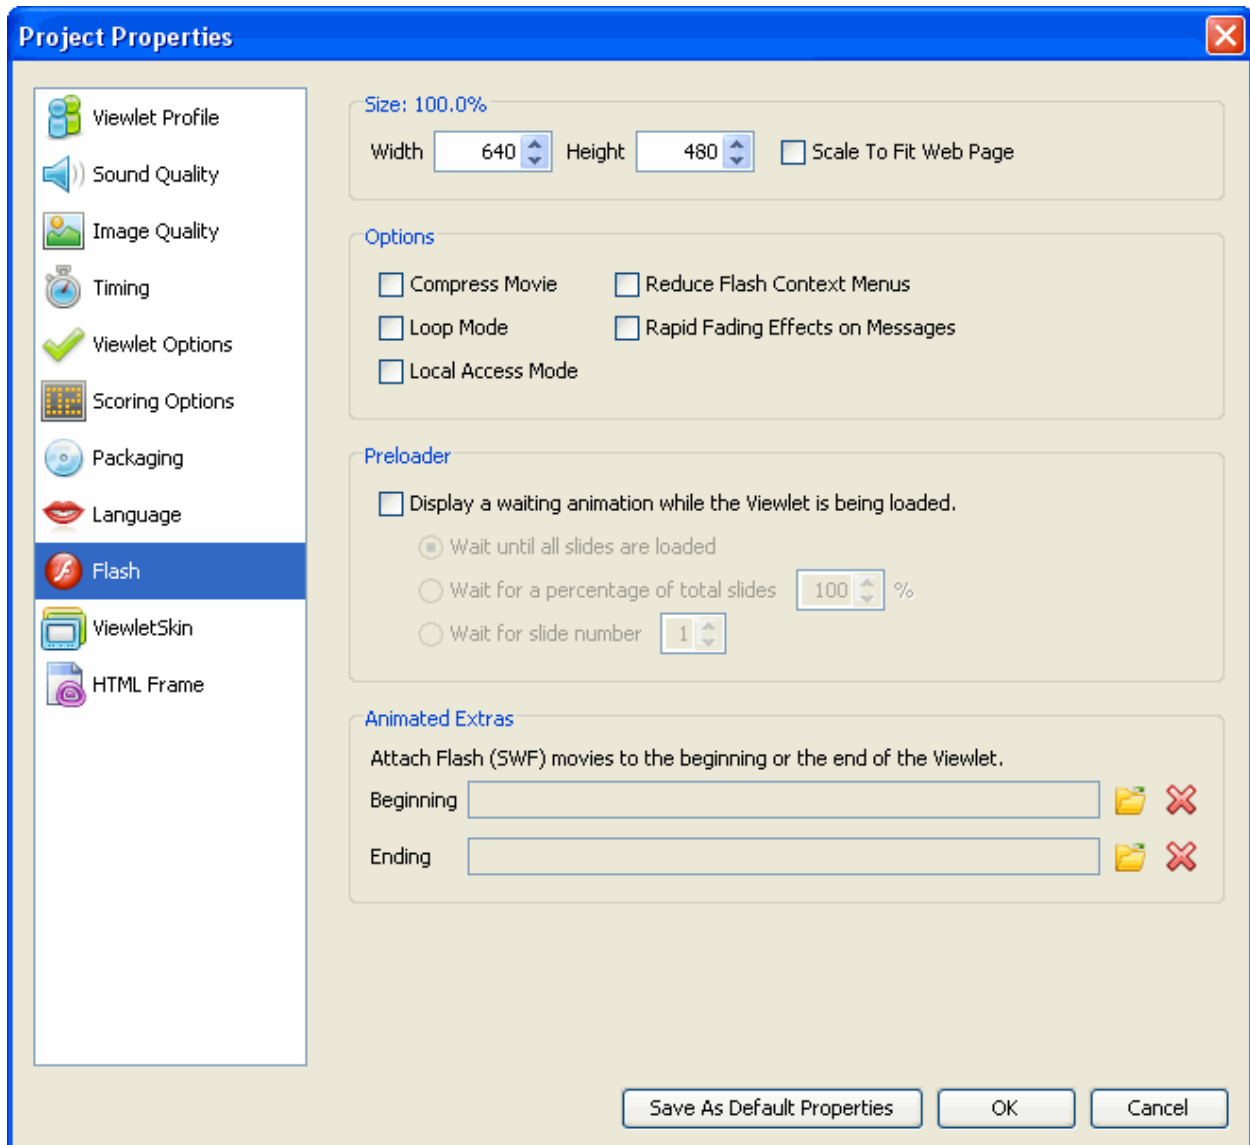 Project Properties
Viewlet Profile
Sound Quality
Image Quality
Timing
Viewlet Options
Scoring Options
Packaging
Language
Flash
ViewletSkin
HTML Frame
Size: 100.0%
Width 640 Height 480 Scale To Fit Web Page
Options
Compress Movie Reduce Flash Context Menus
Loop Mode Rapid Fading Effects on Messages
Local Access Mode
Preloader
Display a waiting animation while the Viewlet is being loaded.
Wait until all slides are loaded
Wait for a percentage of total slides 100 %
Wait for slide number 1
Animated Extras
Attach Flash (SWF) movies to the beginning or the end of the Viewlet.
Beginning
Ending
Save As Default Properties OK Cancel